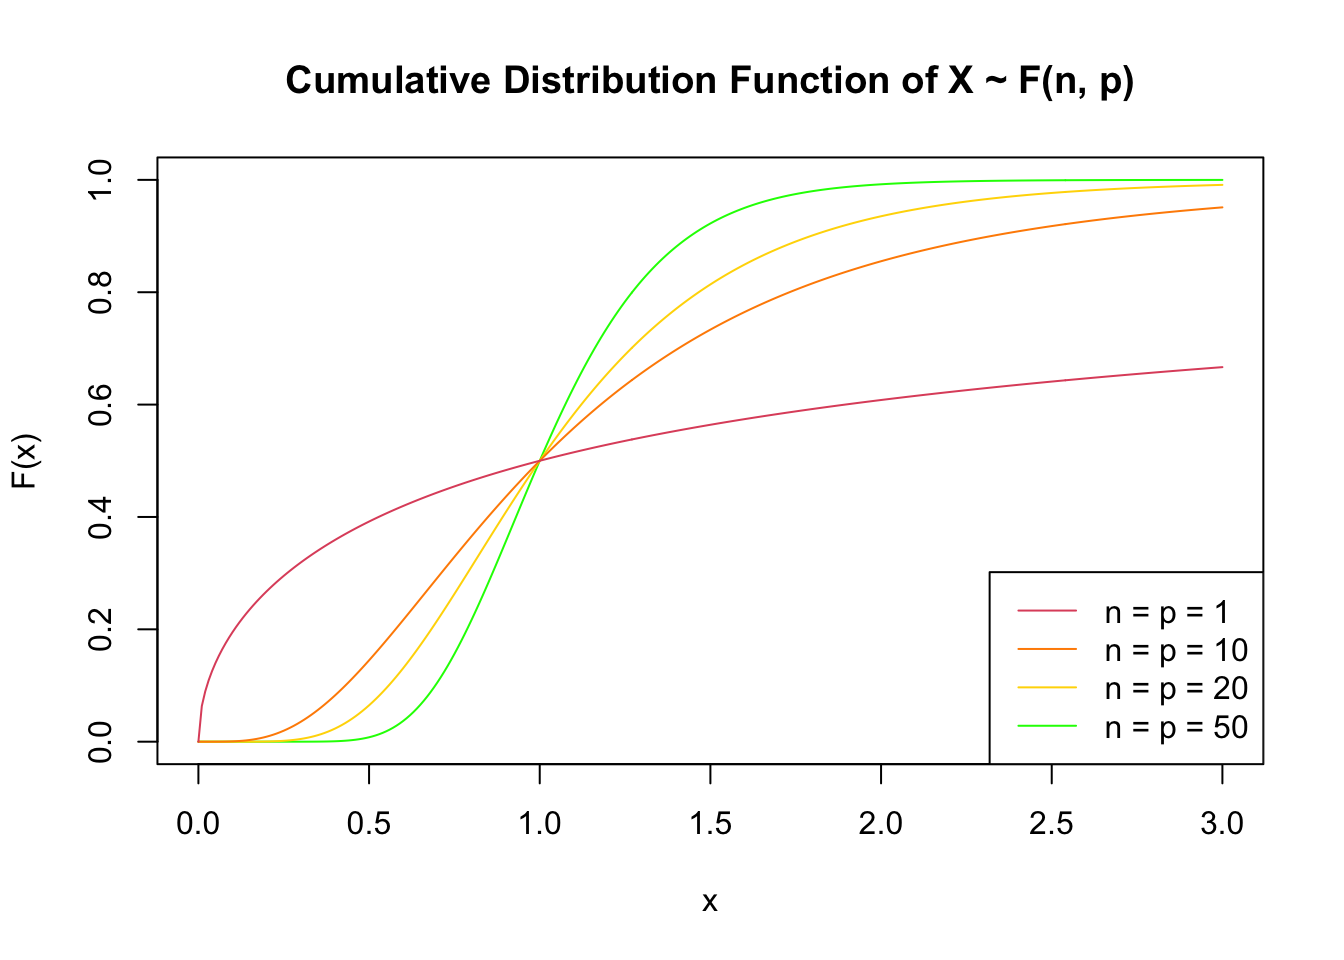 Cumulative Distribution Function of X ~ F(n, p)
F(x)
1.0
0.8
0.6
0.4
0.2
0.0
n = p = 1
n = p = 10
n = p = 20
n = p = 50
0.0 0.5 1.0 1.5 2.0 2.5 3.0
x